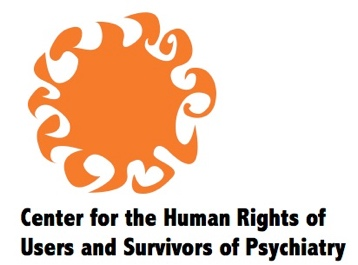 Center for the Human Rights of
Users and Survivors of Psychiatry